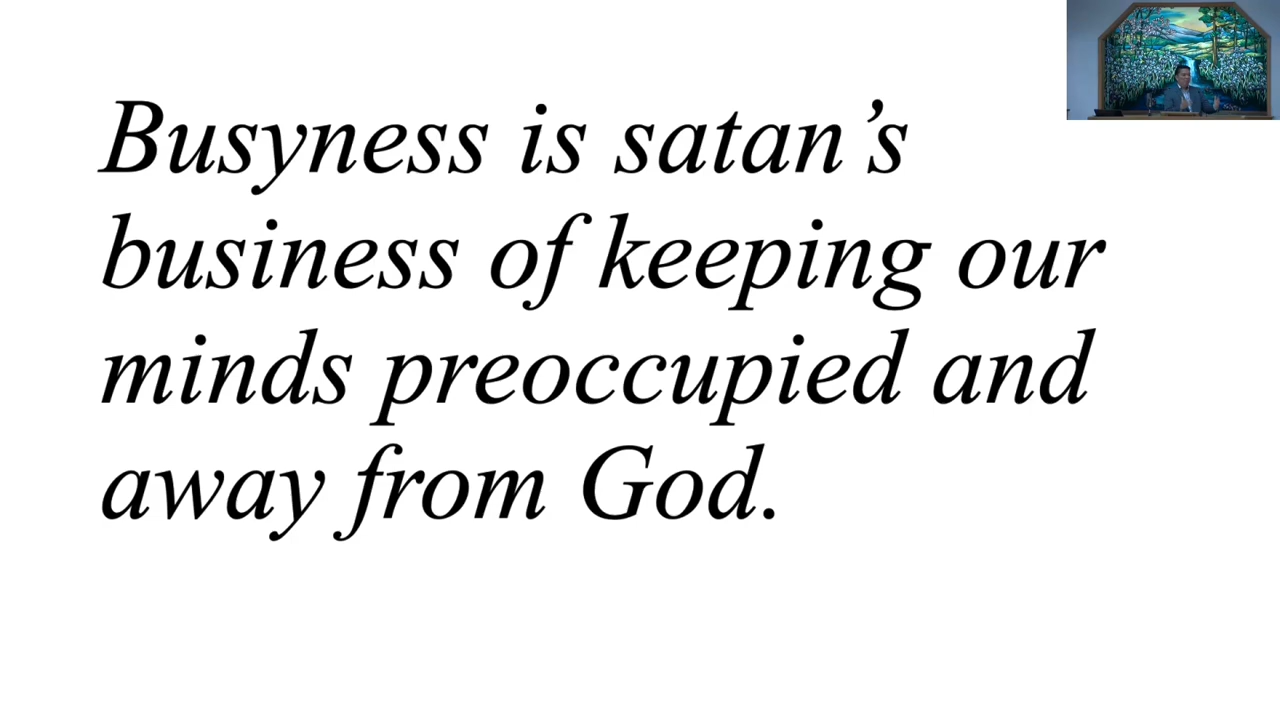 Busyness is satan’s
business of keeping our
minds preoccupied and
away from God.